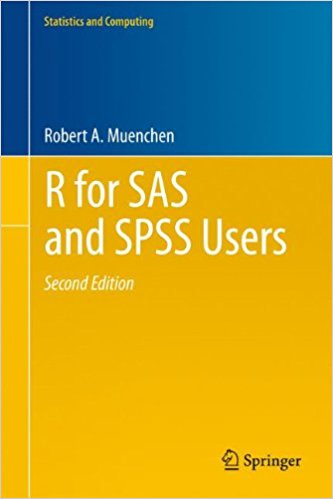 Statistics and Computing
Robert A. Muenchen
R for SAS
and SPSS Users
Second Edition
Springer